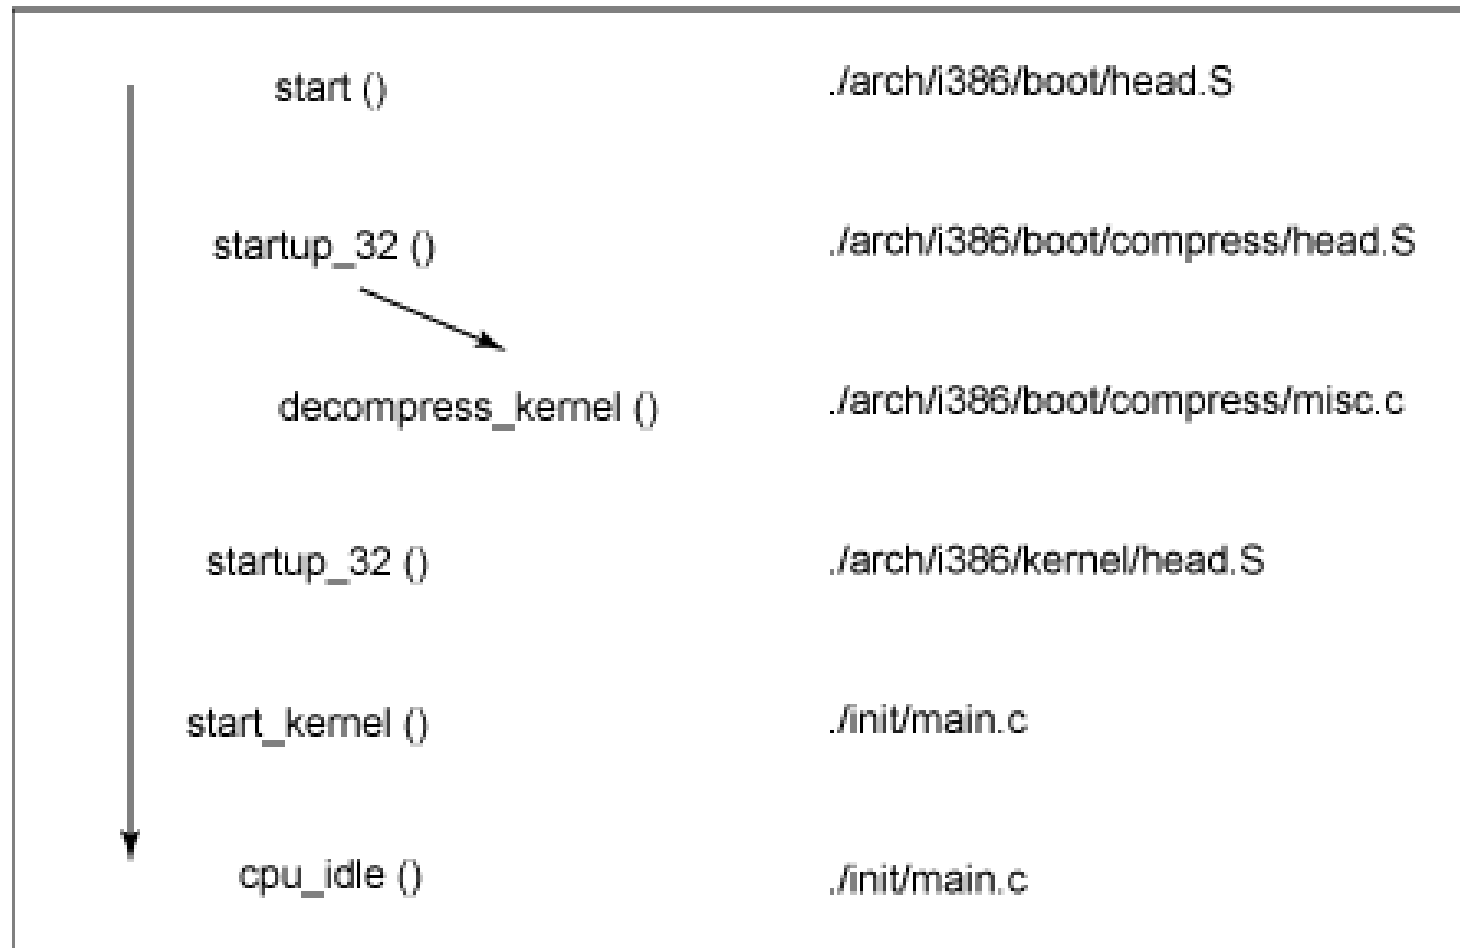 start () ./arch/i386/boot/head.S
startup_32 () ./arch/i386/boot/compress/head.S
decompress_kernel () ./arch/i386/boot/compress/misc.c
startup_32 () ./arch/i386/kernel/head.S
start_kernel () ./init/main.c
cpu_idle () ./init/main.c